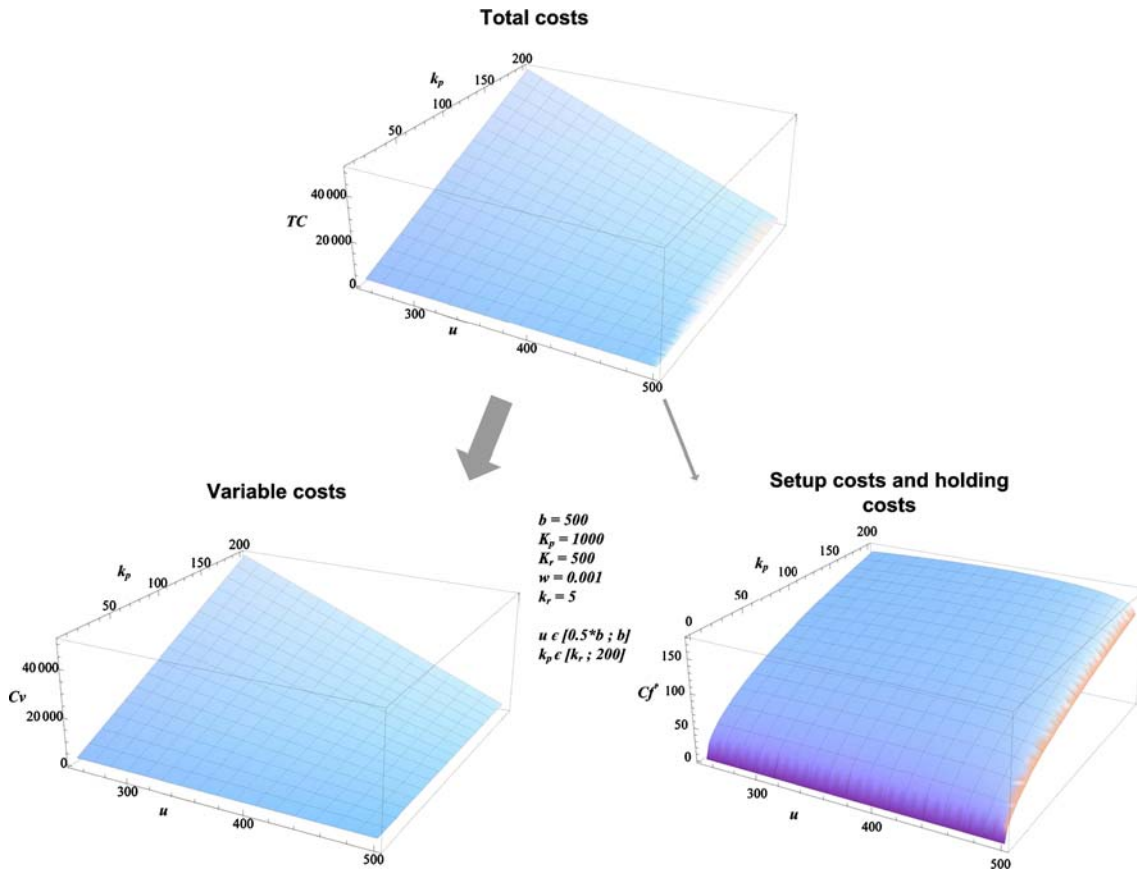 Total costs
200
150
k_p
100
50
40 000
TC
20 000
0
300
u
400
500
Variable costs
Setup costs and holding
costs
b = 500
K_p = 1000
K_r = 500
w = 0.001
k_r = 5
u ϵ [0.5*b ; b]
k_p ϵ [k_r ; 200]
200
150
k_p
100
50
40 000
Cv
20 000
0
300
u
400
500
200
150
k_p
100
50
0
150
100
Cf^r
50
0
300
u
400
500